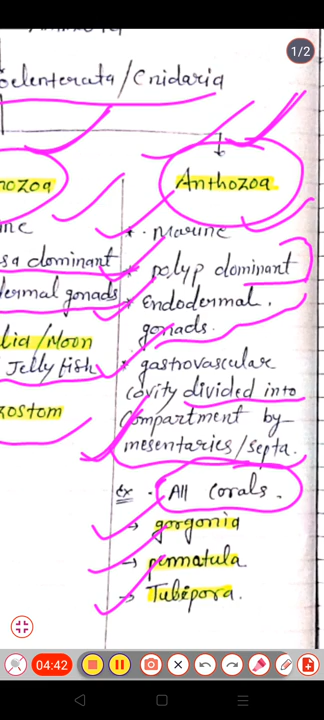 1/2
oelenterata/Cnidaria
hozoa
Anthozoa
ne
• Marine
sa dominant
• polyp dominant
dermal gonads
• Endodermal.
gonads.
lia/Moon
Jelly fish
• gastrovascular
cavity divided into
ostom
compartment by
mesentaries/septa.
Ex • All Corals.
→ gorgonia
→ pennatula
→ Tubipora.
04:42